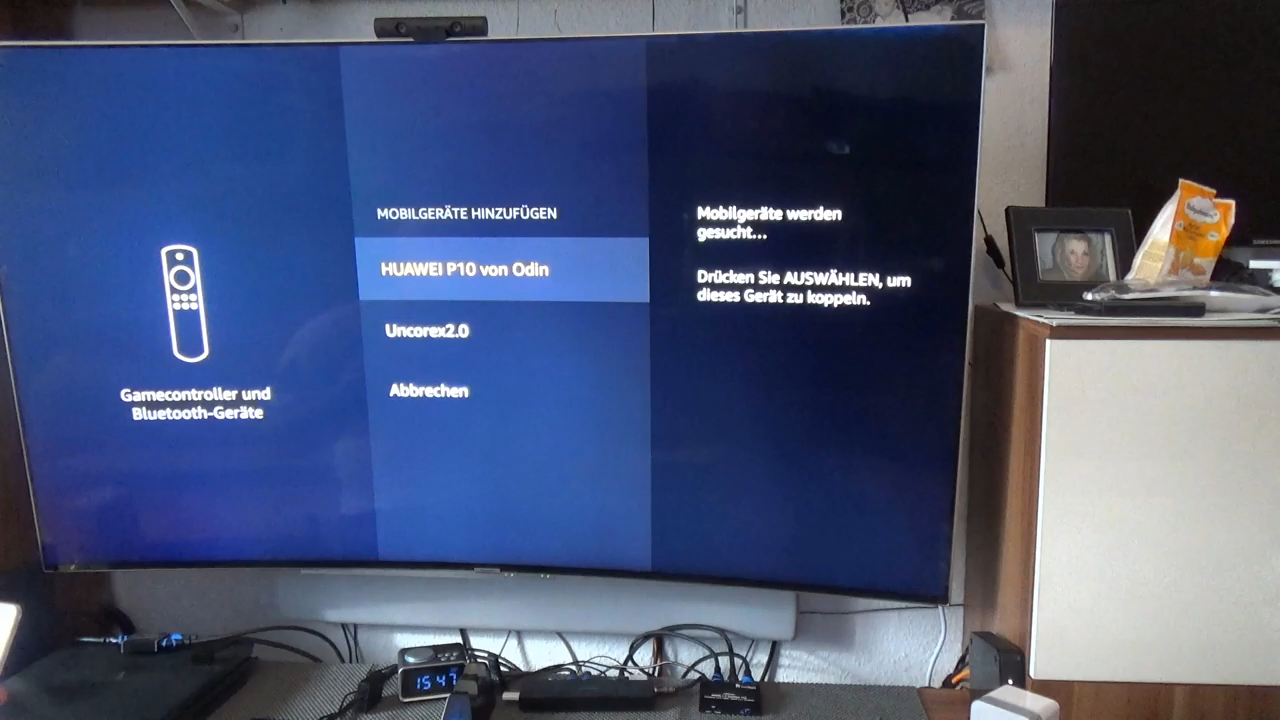 MOBILGERÄTE HINZUFÜGEN
HUAWEI P10 von Odin
Uncorex2.0
Abbrechen
Gamecontroller und
Bluetooth-Geräte
Mobilgeräte werden
gesucht...
Drücken Sie AUSWÄHLEN, um
dieses Gerät zu koppeln.
15 47